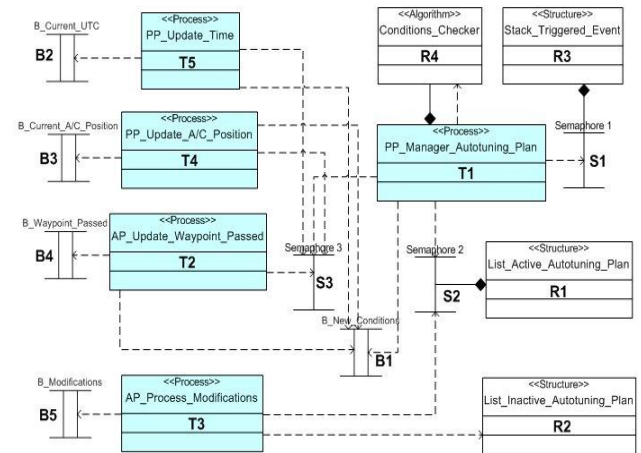 B_Current_UTC
B2
<<Process>>
PP_Update_Time
T5
<<Algorithm>>
Conditions_Checker
R4
<<Structure>>
Stack_Triggered_Event
R3
B_Current_A/C_Position
B3
<<Process>>
PP_Update_A/C_Position
T4
<<Process>>
PP_Manager_Autotuning_Plan
T1
Semaphore 1
S1
B_Waypoint_Passed
B4
<<Process>>
AP_Update_Waypoint_Passed
T2
Semaphore 3
S3
Semaphore 2
S2
<<Structure>>
List_Active_Autotuning_Plan
R1
B_New_Conditions
B1
B_Modifications
B5
<<Process>>
AP_Process_Modifications
T3
<<Structure>>
List_Inactive_Autotuning_Plan
R2